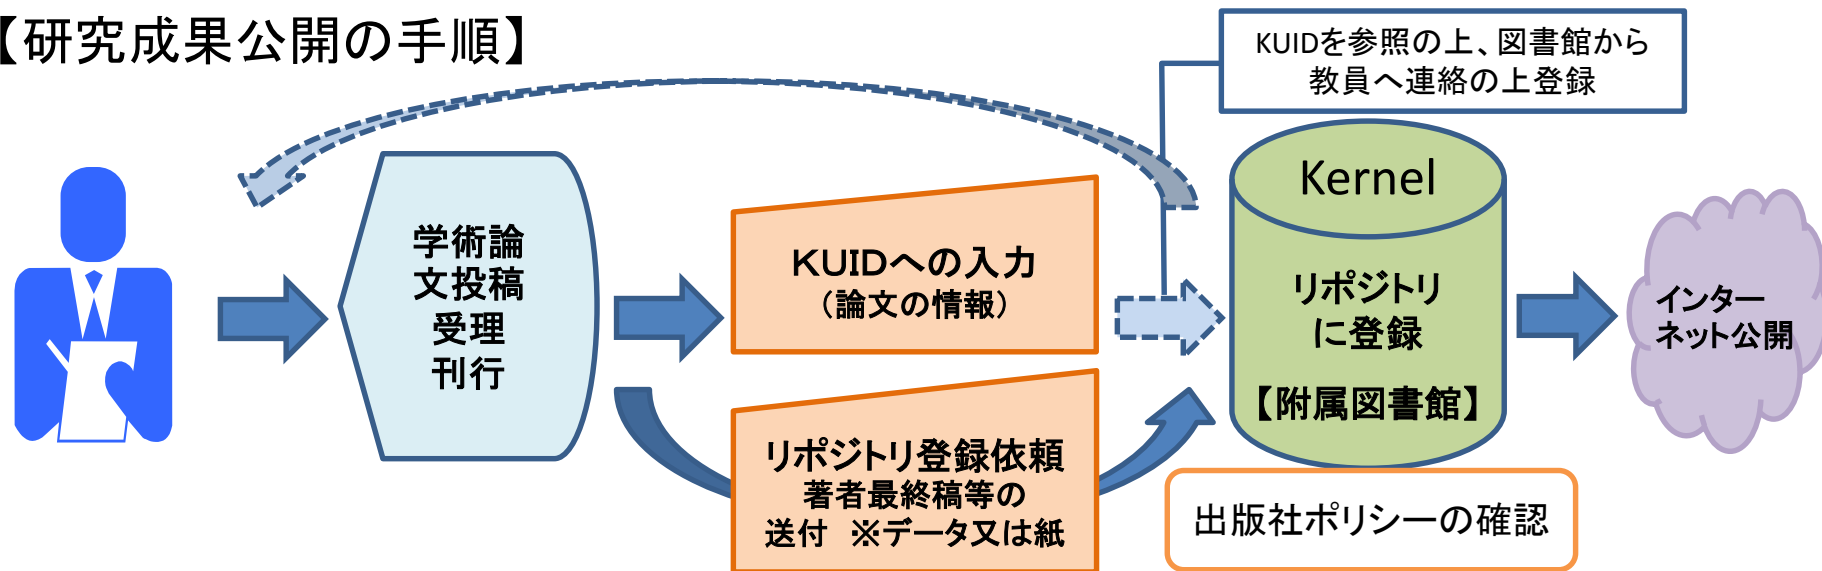 【研究成果公開の手順】
KUIDを参照の上、図書館から
教員へ連絡の上登録
学術論
文投稿
受理
刊行
KUIDへの入力
（論文の情報）
リポジトリ登録依頼
著者最終稿等の
送付　※データ又は紙
Kernel
リポジトリ
に登録
【附属図書館】
出版社ポリシーの確認
インター
ネット公開